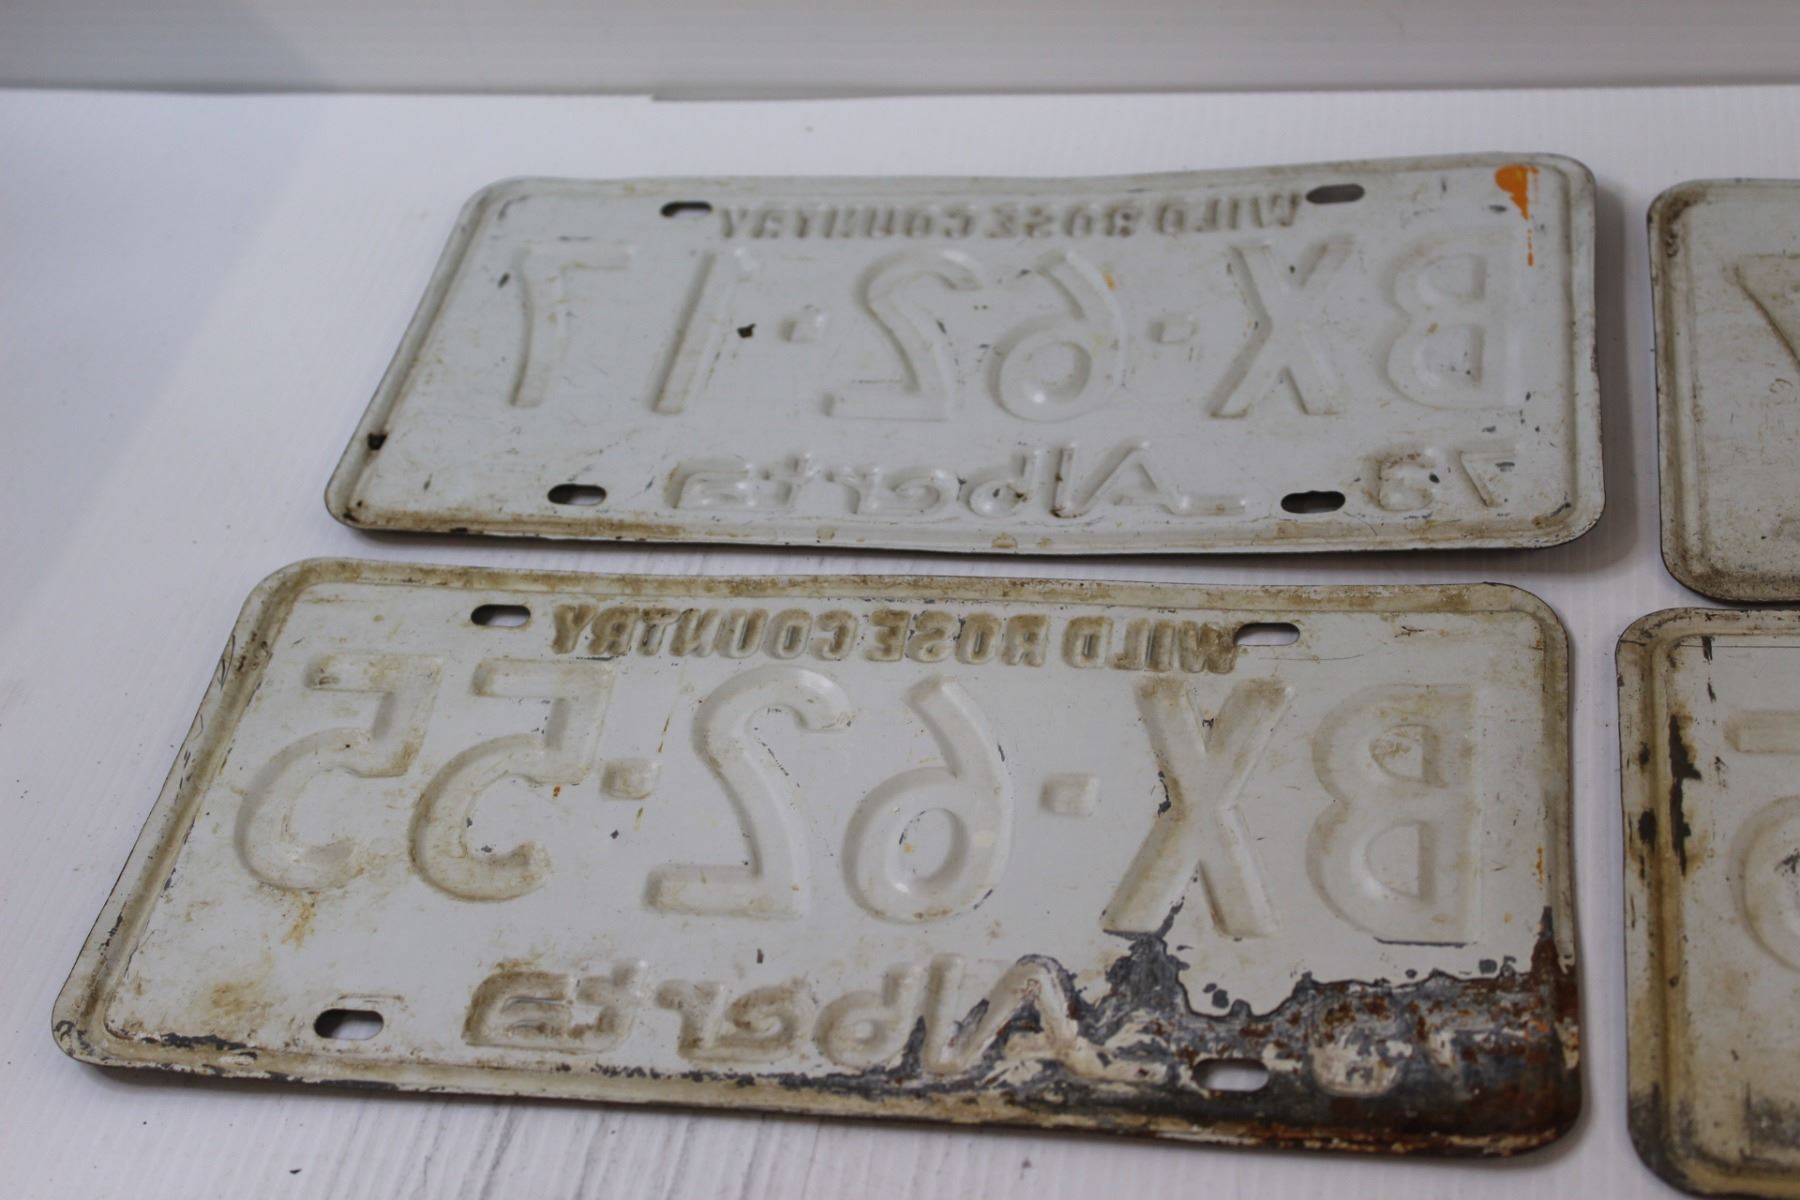 WILD ROSE COUNTRY
BX·62·17
73 Alberta
WILD ROSE COUNTRY
BX·62·55
Alberta